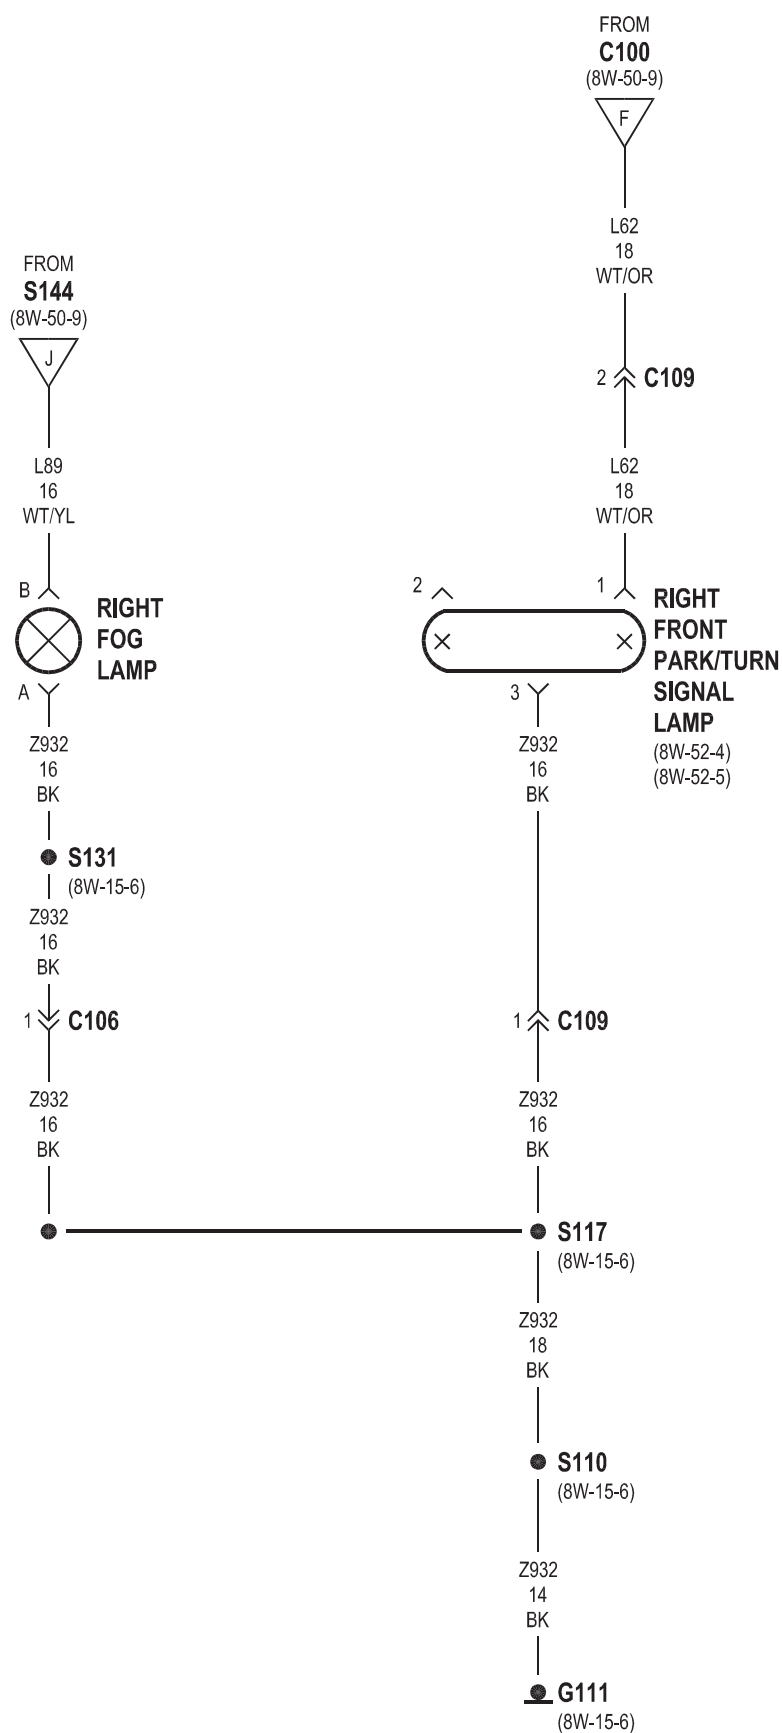 FROM
C100
(8W-50-9)
F
L62
18
WT/OR
FROM
S144
(8W-50-9)
J
2 C109
L89
16
WT/YL
L62
18
WT/OR
B
RIGHT
FOG
LAMP
A
2
1
RIGHT
FRONT
PARK/TURN
SIGNAL
LAMP
(8W-52-4)
(8W-52-5)
3
Z932
16
BK
Z932
16
BK
S131
(8W-15-6)
Z932
16
BK
1 C106
1 C109
Z932
16
BK
Z932
16
BK
S117
(8W-15-6)
Z932
18
BK
S110
(8W-15-6)
Z932
14
BK
G111
(8W-15-6)